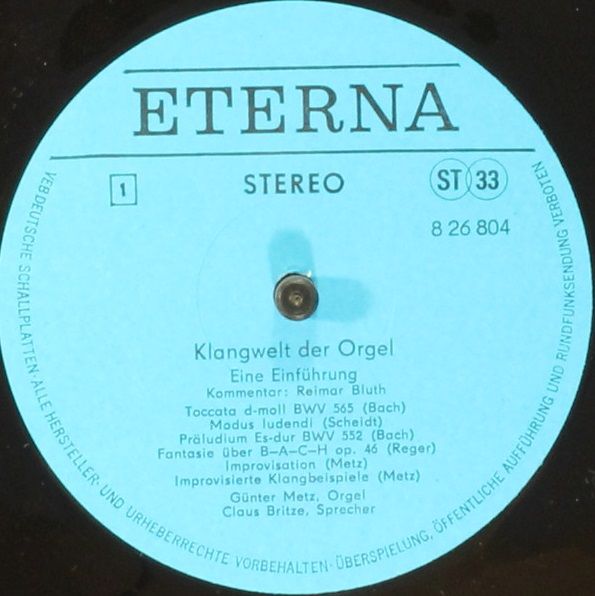 ETERNA
1
STEREO
ST 33
8 26 804
Klangwelt der Orgel
Eine Einführung
Kommentar: Reimar Bluth
Toccata d-moll BWV 565 (Bach)
Modus ludendi (Scheidt)
Präludium Es-dur BWV 552 (Bach)
Fantasie über B–A–C–H op. 46 (Reger)
Improvisation (Metz)
Improvisierte Klangbeispiele (Metz)
Günter Metz, Orgel
Claus Britze, Sprecher
VEB DEUTSCHE SCHALLPLATTEN·ALLE HERSTELLER- UND URHEBERRECHTE VORBEHALTEN·ÜBERSPIELUNG, ÖFFENTLICHE AUFFÜHRUNG UND RUNDFUNKSENDUNG VERBOTEN